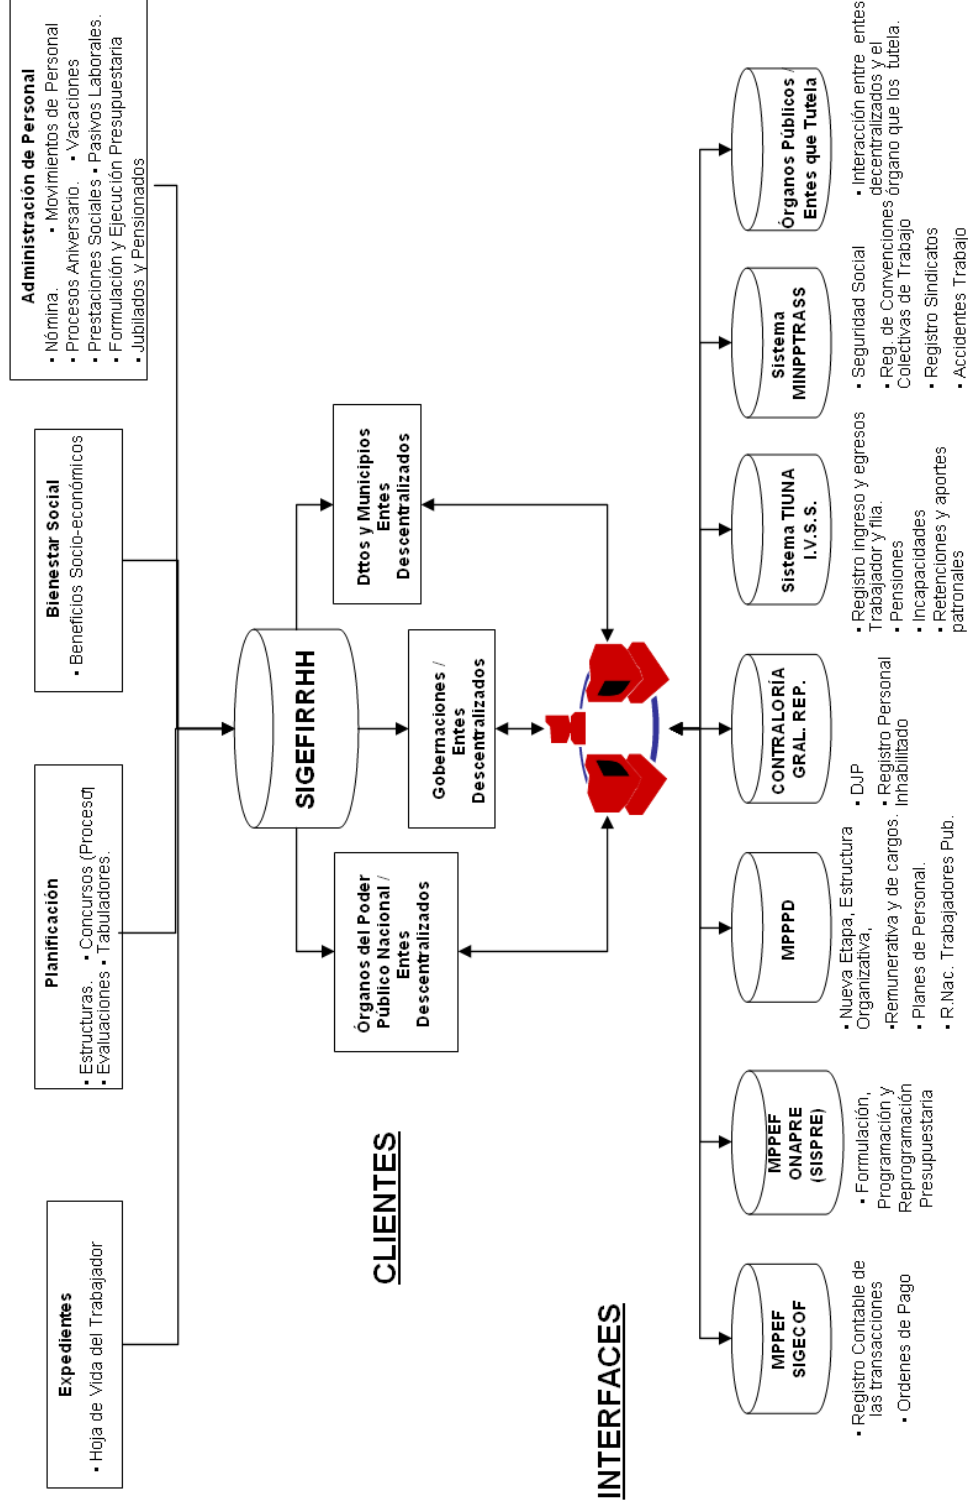 Expedientes
▪ Hoja de Vida del Trabajador
Planificación
▪ Estructuras. ▪ Concursos (Proceso)
▪ Evaluaciones ▪ Tabuladores.
Bienestar Social
▪ Beneficios Socio-económicos
Administración de Personal
▪ Nómina. ▪ Movimientos de Personal
▪ Procesos Aniversario. ▪ Vacaciones
▪ Prestaciones Sociales ▪ Pasivos Laborales.
▪ Formulación y Ejecución Presupuestaria
▪ Jubilados y Pensionados
SIGEFIRRHH
CLIENTES
Órganos del Poder
Público Nacional /
Entes
Descentralizados
Gobernaciones /
Entes
Descentralizados
Dttos y Municipios
Entes
Descentralizados
INTERFACES
MPPEF
SIGECOF
▪ Registro Contable de
las transacciones
▪ Ordenes de Pago
MPPEF
ONAPRE
(SISPRE)
▪ Formulación,
Programación y
Reprogramación
Presupuestaria
MPPPD
▪ Nueva Etapa, Estructura
Organizativa,
▪Remunerativa y de cargos.
▪ Planes de Personal.
▪ R.Nac. Trabajadores Pub.
CONTRALORÍA
GRAL. REP.
▪ DJP
▪ Registro Personal
Inhabilitado
Sistema TIUNA
I.V.S.S.
▪ Registro ingreso y egresos
Trabajador y flia.
▪ Pensiones
▪ Incapacidades
▪ Retenciones y aportes
patronales
Sistema
MINPPTRASS
▪ Seguridad Social
▪ Reg. de Convenciones
Colectivas de Trabajo
▪ Registro Sindicatos
▪ Accidentes Trabajo
Órganos Públicos /
Entes que Tutela
▪ Interacción entre entes
decentralizados y el
órgano que los tutela.